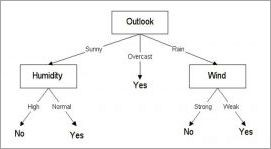 Outlook
Sunny Overcast Rain
Humidity Yes Wind
High Normal Strong Weak
No Yes No Yes